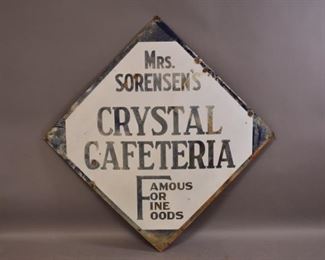 MRS.
SORENSEN'S
CRYSTAL
CAFETERIA
FAMOUS
FOR
FINE
FOODS